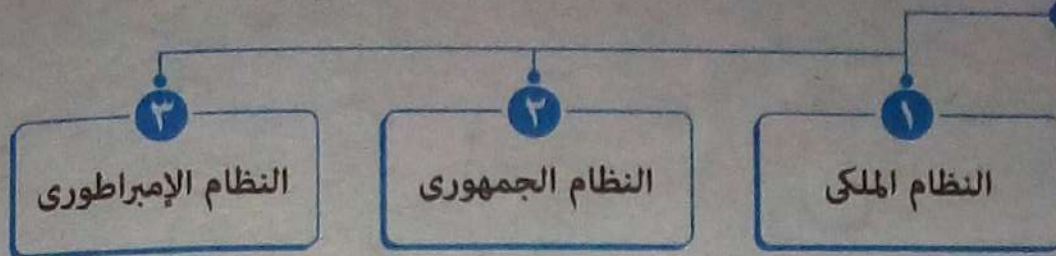 ١
النظام الملكى
٢
النظام الجمهورى
٣
النظام الإمبراطورى